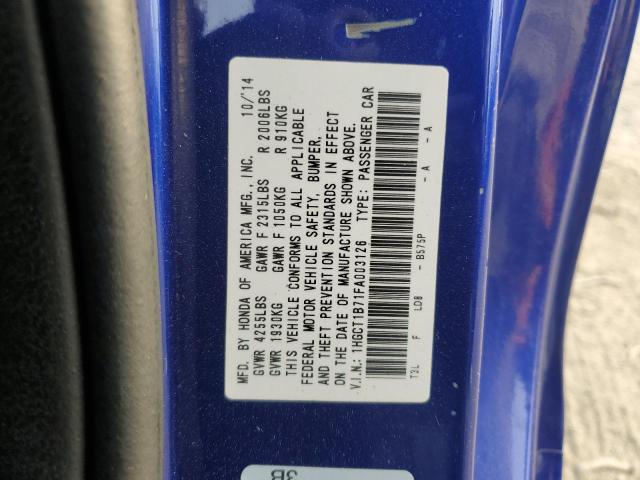 MFD. BY HONDA OF AMERICA MFG., INC. 10/'14
GVWR 4255LBS GAWR F 2315LBS R 2006LBS
GVWR 1930KG GAWR F 1050KG R 910KG
THIS VEHICLE CONFORMS TO ALL APPLICABLE
FEDERAL MOTOR VEHICLE SAFETY, BUMPER,
AND THEFT PREVENTION STANDARDS IN EFFECT
ON THE DATE OF MANUFACTURE SHOWN ABOVE.
V.I.N.: 1HGCT1B71FA003126 TYPE: PASSENGER CAR
T3L F LD8 - B575P - A - A
3B